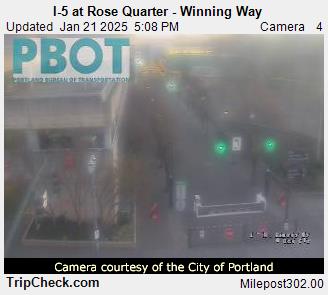 I-5 at Rose Quarter - Winning Way
Updated Jan 21 2025 5:08 PM Camera 4
PBOT
PORTLAND BUREAU OF TRANSPORTATION
Camera courtesy of the City of Portland
TripCheck.com Milepost302.00